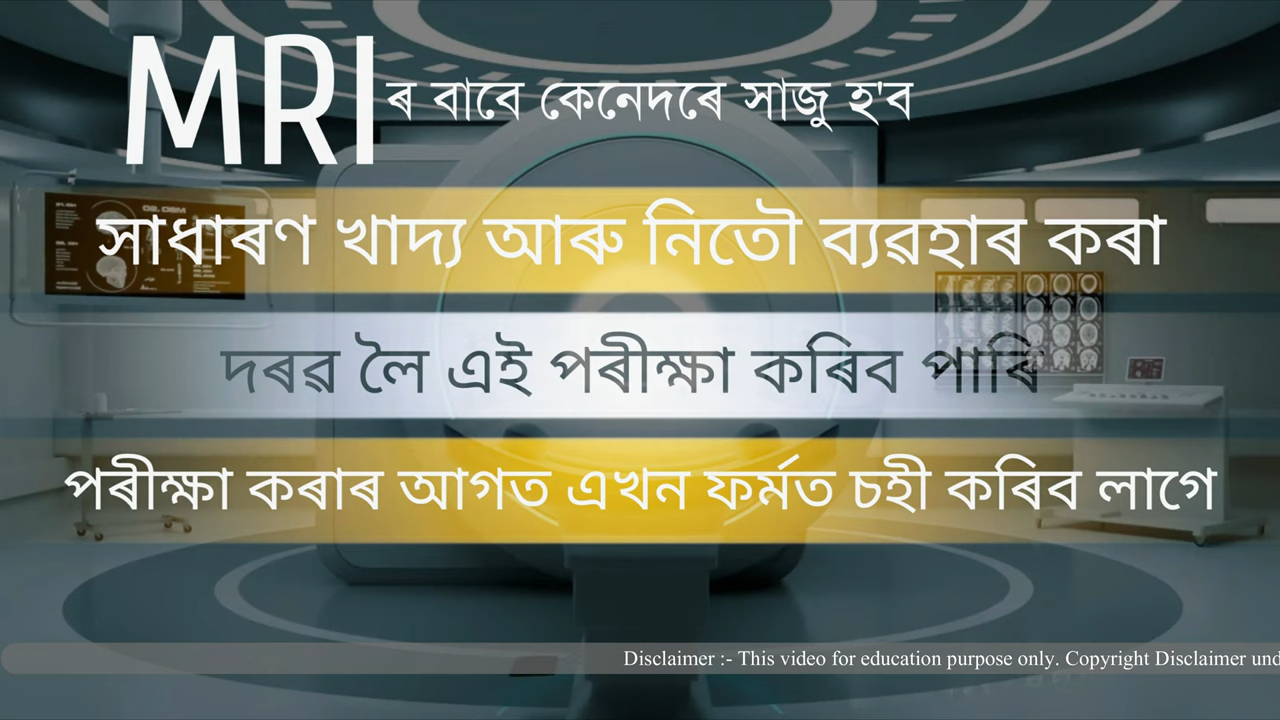 MRI ৰ বাবে কেনেদৰে সাজু হ'ব
সাধাৰণ খাদ্য আৰু নিতৌ ব্যৱহাৰ কৰা
দৰৱ লৈ এই পৰীক্ষা কৰিব পাৰি
পৰীক্ষা কৰাৰ আগত এখন ফৰ্মত চহী কৰিব লাগে
Disclaimer :- This video for education purpose only. Copyright Disclaimer und